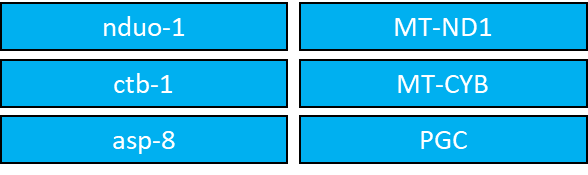 nduo-1 MT-ND1
ctb-1 MT-CYB
asp-8 PGC